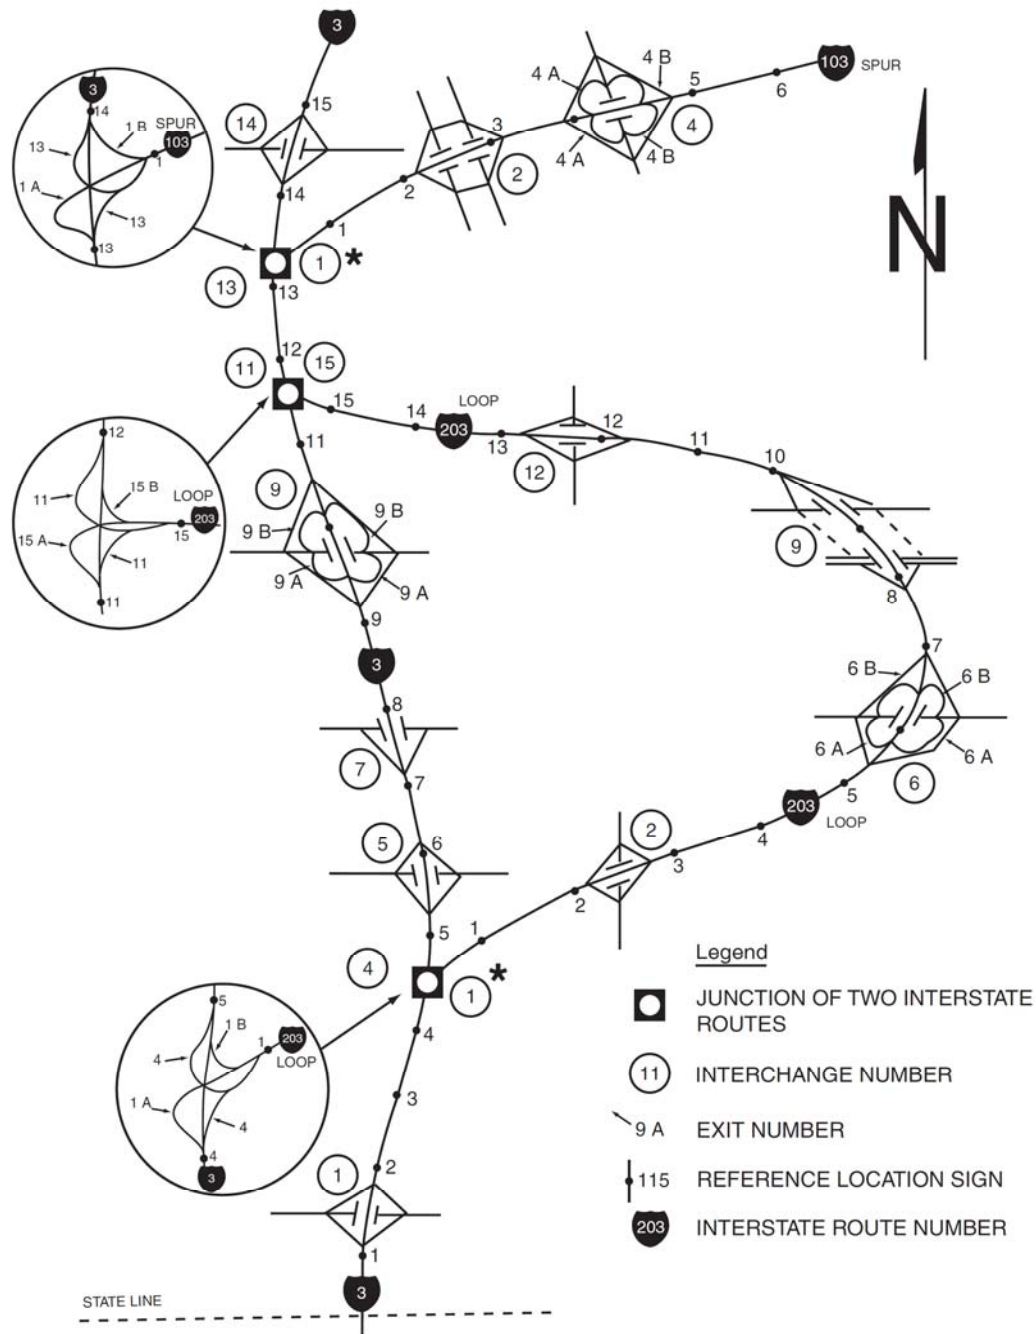 3
15
14
14
1
*
13
13
2
3
2
4 A
4 B
4 A
4 B
5
4
6
103
SPUR
N
3
14
1 B
SPUR
103
1
13
1 A
13
13
12
11
15
11
15
14
LOOP
203
13
12
12
11
10
9
8
7
12
11
15 B
LOOP
203
15
15 A
11
11
9
9 B
9 B
9 A
9 A
9
3
8
7
7
6 B
6 B
6 A
6 A
6
5
203
LOOP
4
3
2
2
1
1
*
5
6
5
4
4
3
2
1
1
3
5
1 B
1
203
LOOP
4
1 A
4
4
3
STATE LINE
Legend
JUNCTION OF TWO INTERSTATE
ROUTES
11 INTERCHANGE NUMBER
9 A EXIT NUMBER
115 REFERENCE LOCATION SIGN
203 INTERSTATE ROUTE NUMBER